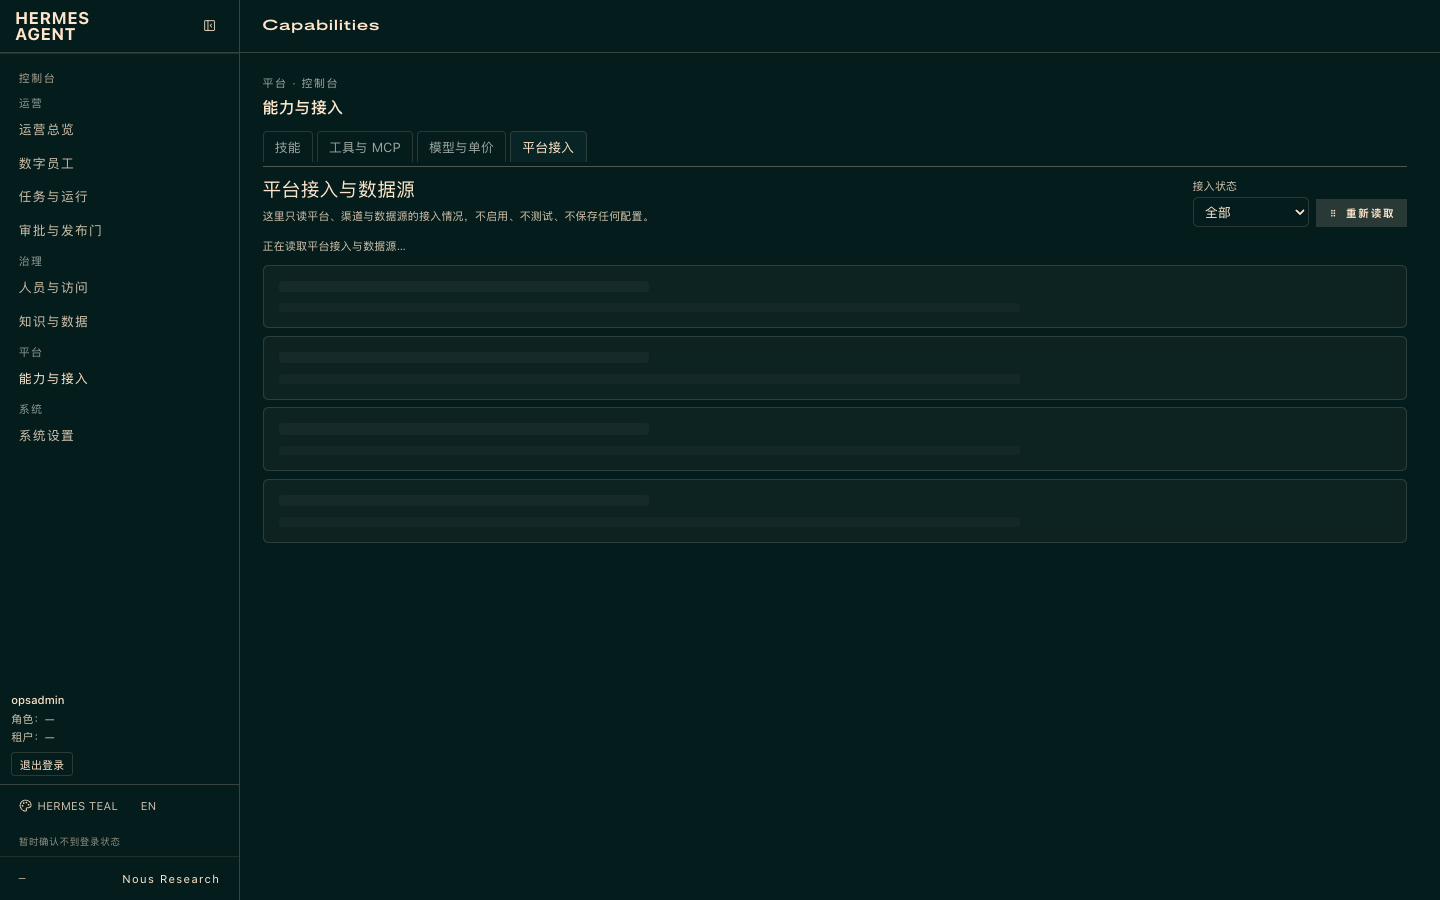 HERMES
AGENT
Capabilities
控制台
运营
运营总览
数字员工
任务与运行
审批与发布门
治理
人员与访问
知识与数据
平台
能力与接入
系统
系统设置
opsadmin
角色: —
租户: —
退出登录
HERMES TEAL EN
暂时确认不到登录状态
— Nous Research
平台 · 控制台
能力与接入
技能 工具与 MCP 模型与单价 平台接入
平台接入与数据源
这里只读平台、渠道与数据源的接入情况，不启用、不测试、不保存任何配置。
接入状态
全部 重新读取
正在读取平台接入与数据源…